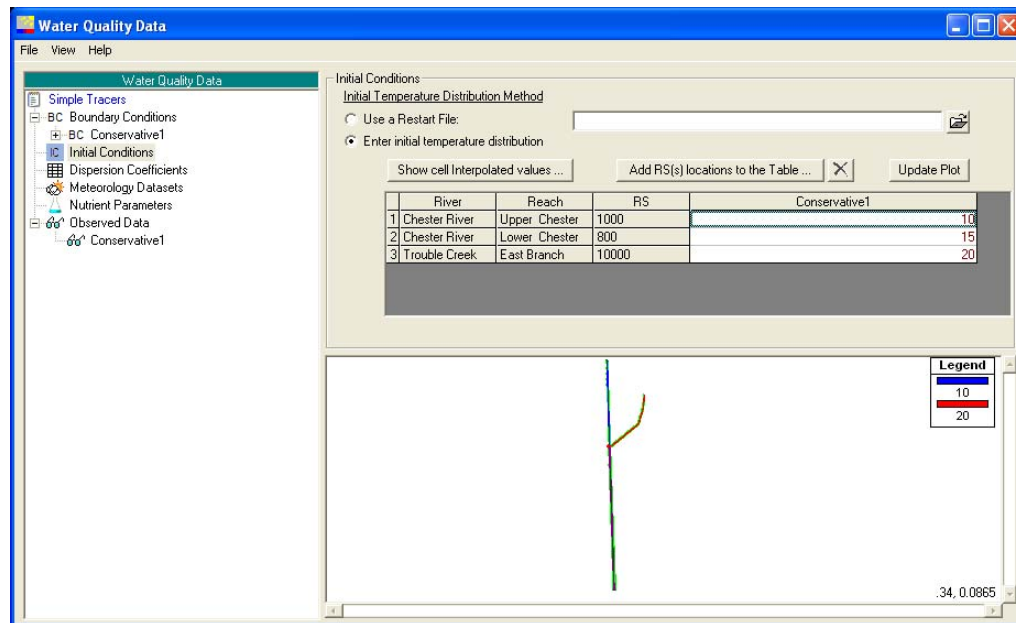 Water Quality Data
File View Help
Water Quality Data
Simple Tracers
BC Boundary Conditions
BC Conservative1
IC Initial Conditions
Dispersion Coefficients
Meteorology Datasets
Nutrient Parameters
Observed Data
Conservative1
Initial Conditions
Initial Temperature Distribution Method
Use a Restart File:
Enter initial temperature distribution
Show cell Interpolated values ... Add RS(s) locations to the Table ... Update Plot
River Reach RS Conservative1
1 Chester River Upper Chester 1000 10
2 Chester River Lower Chester 800 15
3 Trouble Creek East Branch 10000 20
Legend
10
20
.34, 0.0865